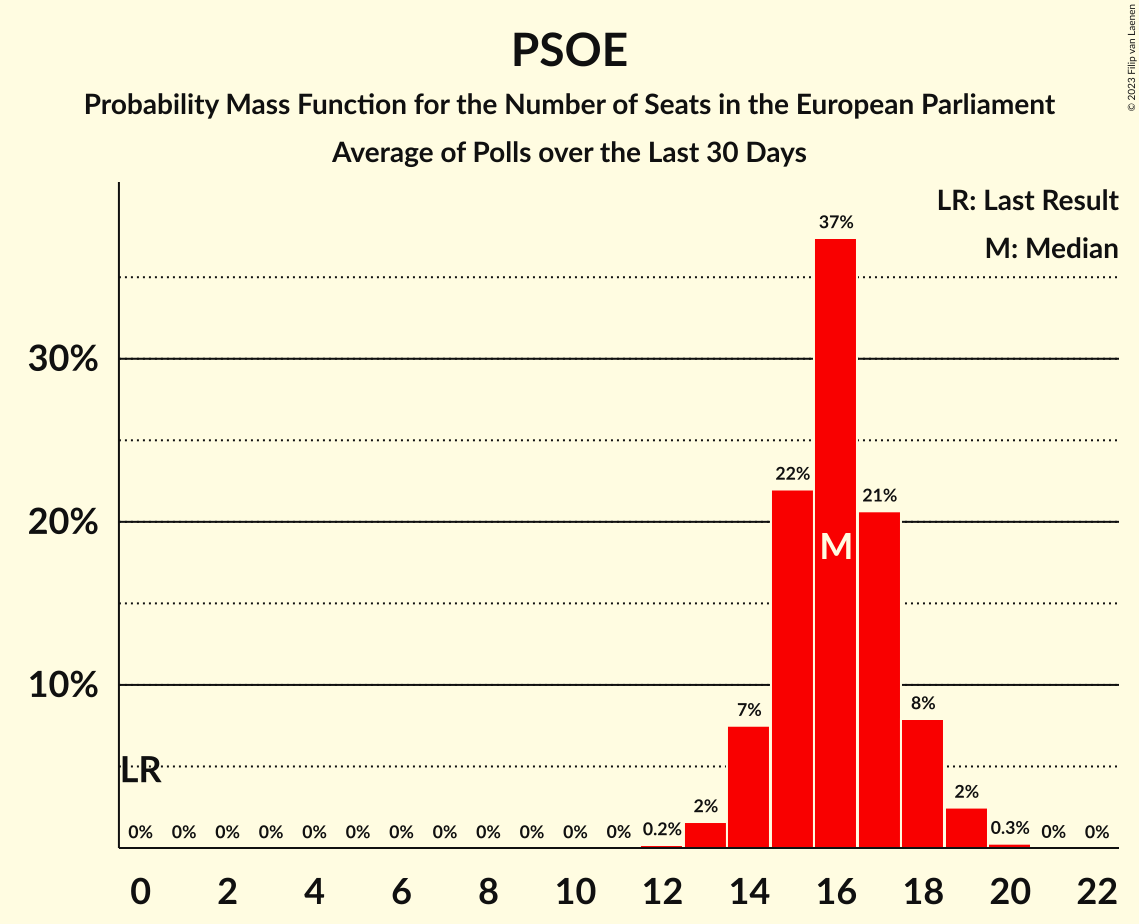 PSOE
Probability Mass Function for the Number of Seats in the European Parliament
Average of Polls over the Last 30 Days
© 2023 Filip van Laenen
LR: Last Result
M: Median
37%
30%
22%
21%
20%
M
10%
7%
8%
LR
2%
2%
0% 0% 0% 0% 0% 0% 0% 0% 0% 0% 0% 0% 0.2% 0.3% 0% 0%
0 2 4 6 8 10 12 14 16 18 20 22